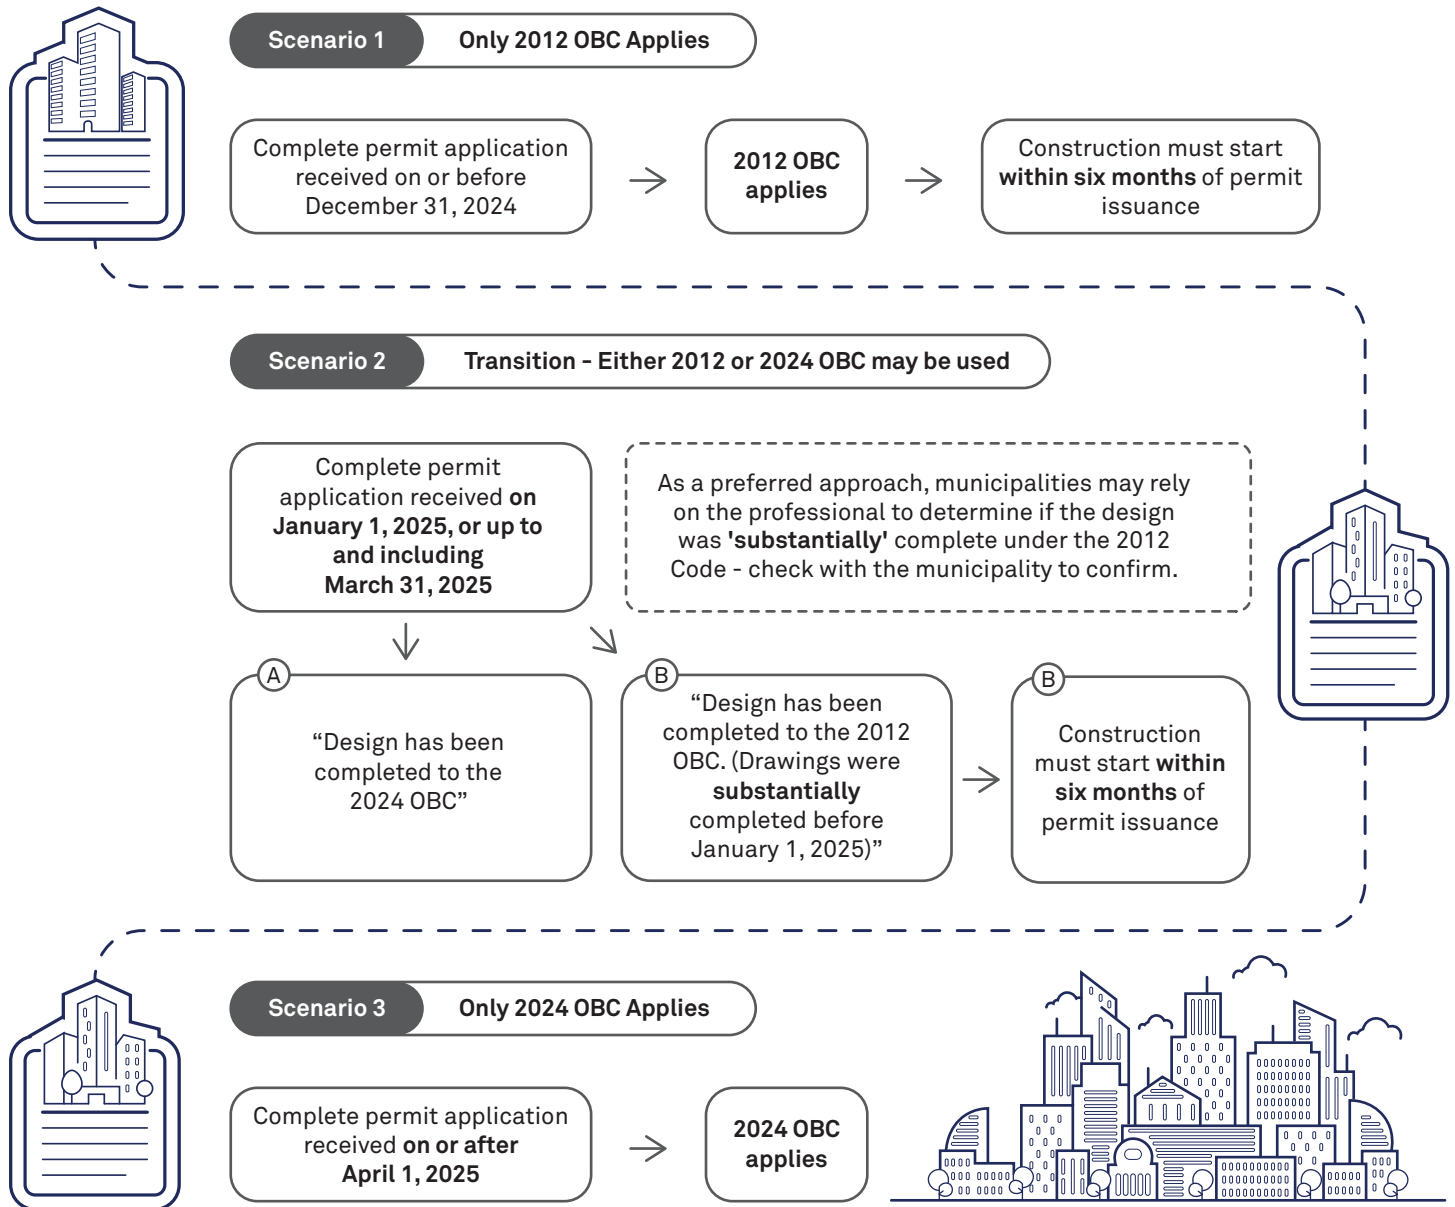 Scenario 1 Only 2012 OBC Applies
Complete permit application
received on or before
December 31, 2024
2012 OBC
applies
Construction must start
within six months of permit
issuance
Scenario 2 Transition - Either 2012 or 2024 OBC may be used
Complete permit
application received on
January 1, 2025, or up to
and including
March 31, 2025
As a preferred approach, municipalities may rely
on the professional to determine if the design
was 'substantially' complete under the 2012
Code - check with the municipality to confirm.
A
“Design has been
completed to the
2024 OBC”
B
“Design has been
completed to the 2012
OBC. (Drawings were
substantially
completed before
January 1, 2025)”
B
Construction
must start within
six months of
permit issuance
Scenario 3 Only 2024 OBC Applies
Complete permit application
received on or after
April 1, 2025
2024 OBC
applies